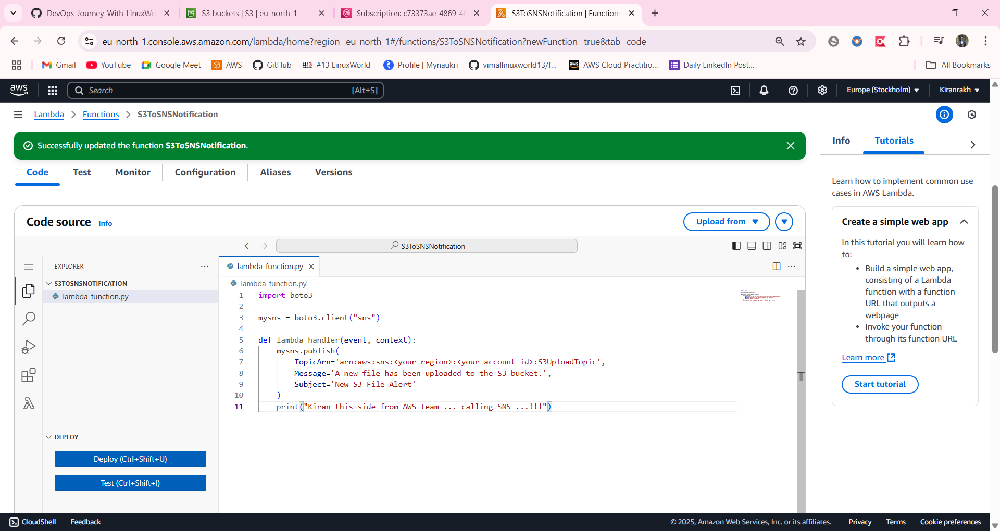 DevOps-Journey-With-LinuxWo
S3 buckets | S3 | eu-north-1
Subscription: c73373ae-4869-4
S3ToSNSNotification | Function
eu-north-1.console.aws.amazon.com/lambda/home?region=eu-north-1#/functions/S3ToSNSNotification?newFunction=true&tab=code
Gmail
YouTube
Google Meet
AWS
GitHub
#13 #13 LinuxWorld
Profile | Mynaukri
vimallinuxworld13/f...
AWS Cloud Practitio...
Daily LinkedIn Post...
All Bookmarks
aws
Search
[Alt+S]
Europe (Stockholm)
Kiranrakh
Lambda
Functions
S3ToSNSNotification
Successfully updated the function S3ToSNSNotification.
Code
Test
Monitor
Configuration
Aliases
Versions
Code source Info
Upload from
S3ToSNSNotification
EXPLORER
S3TOSNSNOTIFICATION
lambda_function.py
lambda_function.py
lambda_function.py
1 import boto3
2
3 mysns = boto3.client("sns")
4
5 def lambda_handler(event, context):
6 mysns.publish(
7 TopicArn='arn:aws:sns:<your-region>:<your-account-id>:S3UploadTopic',
8 Message='A new file has been uploaded to the S3 bucket.',
9 Subject='New S3 File Alert'
10 )
11 print("Kiran this side from AWS team ... calling SNS ...!!!")
DEPLOY
Deploy (Ctrl+Shift+U)
Test (Ctrl+Shift+I)
Info
Tutorials
Learn how to implement common use
cases in AWS Lambda.
Create a simple web app
In this tutorial you will learn how
to:
• Build a simple web app,
consisting of a Lambda
function with a function
URL that outputs a
webpage
• Invoke your function
through its function URL
Learn more
Start tutorial
CloudShell
Feedback
© 2025, Amazon Web Services, Inc. or its affiliates.
Privacy
Terms
Cookie preferences